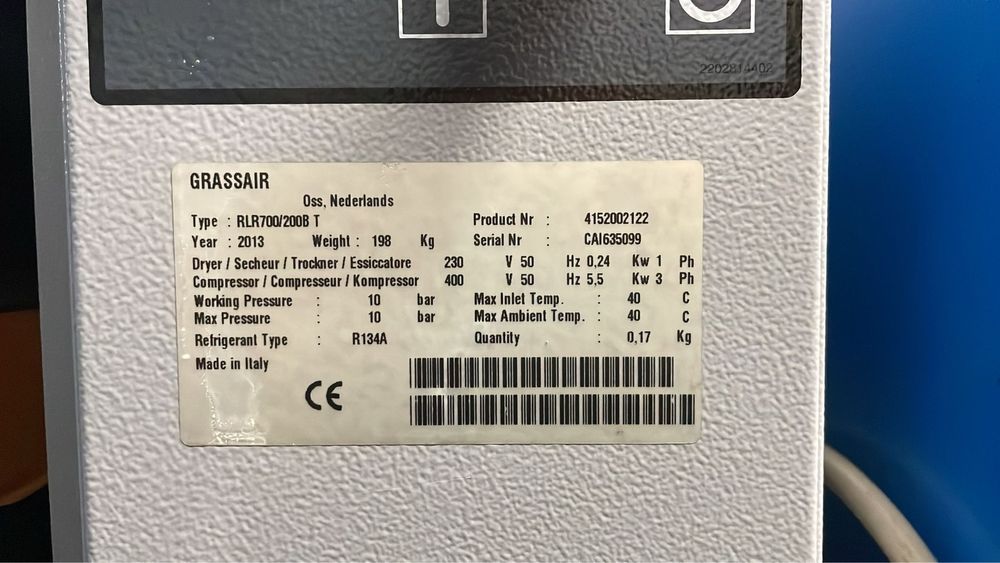 2202814402
GRASSAIR
Oss, Nederlands
Type : RLR700/200B T Product Nr : 4152002122
Year : 2013 Weight : 198 Kg Serial Nr : CAI635099
Dryer / Secheur / Trockner / Essiccatore 230 V 50 Hz 0,24 Kw 1 Ph
Compressor / Compresseur / Kompressor 400 V 50 Hz 5,5 Kw 3 Ph
Working Pressure : 10 bar Max Inlet Temp. : 40 C
Max Pressure : 10 bar Max Ambient Temp. : 40 C
Refrigerant Type : R134A Quantity : 0,17 Kg
Made in Italy
CE